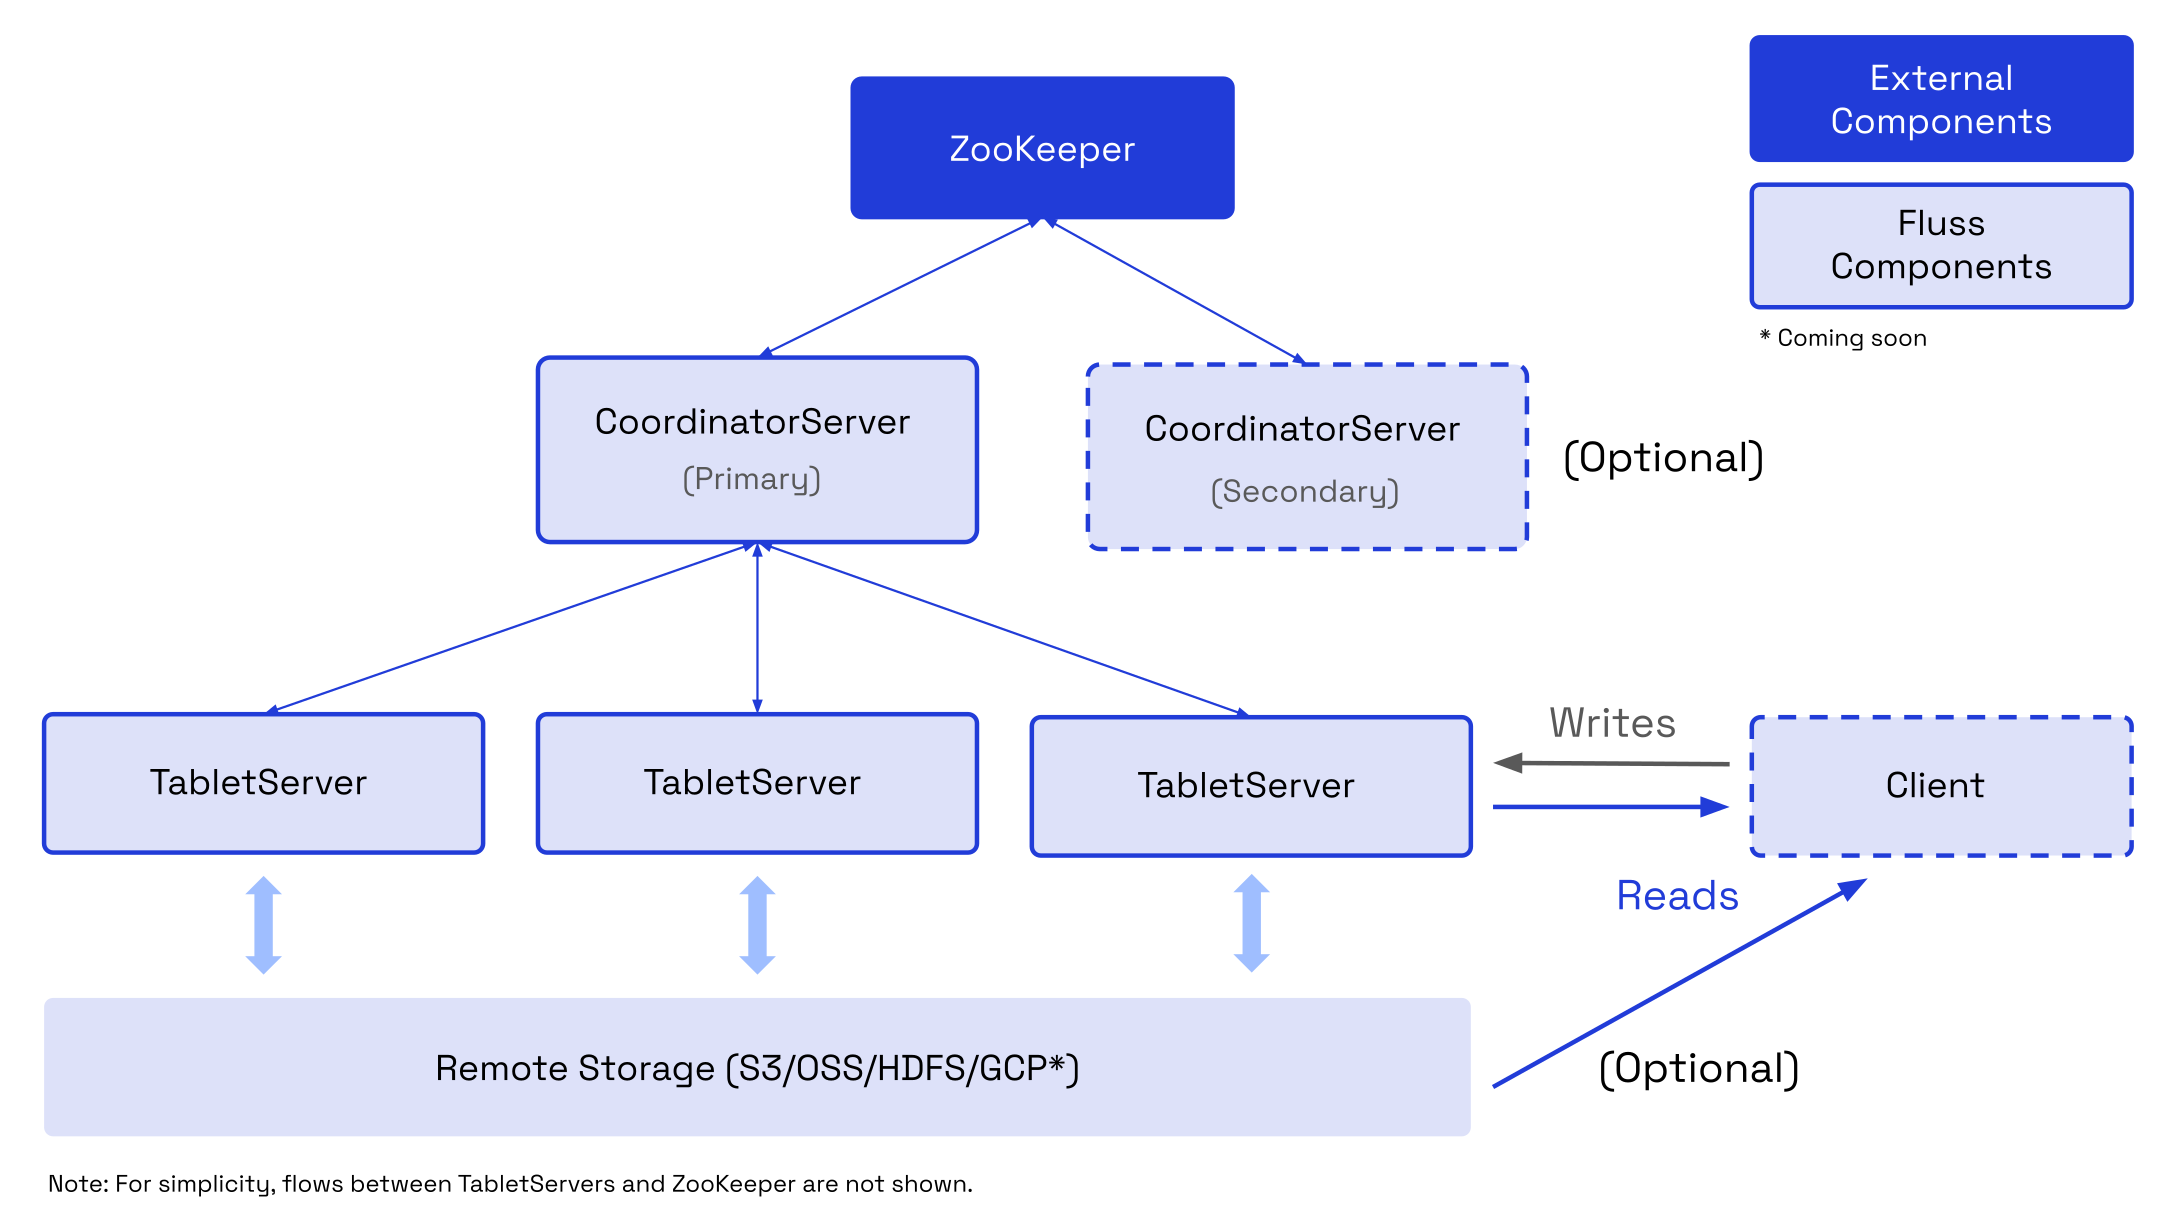 ZooKeeper
External
Components
Fluss
Components
* Coming soon
CoordinatorServer
(Primary)
CoordinatorServer
(Secondary)
(Optional)
TabletServer
TabletServer
TabletServer
Writes
Client
Reads
Remote Storage (S3/OSS/HDFS/GCP*)
(Optional)
Note: For simplicity, flows between TabletServers and ZooKeeper are not shown.